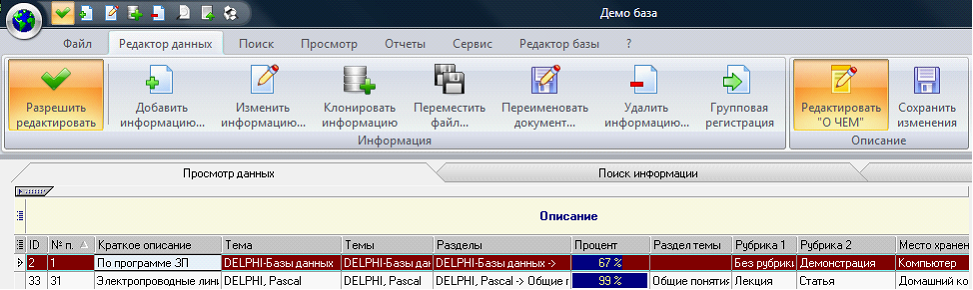 Демо база
Файл Редактор данных Поиск Просмотр Отчеты Сервис Редактор базы ?
Разрешить редактировать
Добавить информацию...
Изменить информацию...
Клонировать информацию
Переместить файл...
Переименовать документ...
Удалить информацию...
Групповая регистрация
Редактировать "О ЧЕМ"
Сохранить изменения
Информация Описание
Просмотр данных Поиск информации
Описание
ID № п. Краткое описание Тема Темы Разделы Процент Раздел темы Рубрика 1 Рубрика 2 Место хранен
2 1 По программе ЗП DELPHI-Базы данных DELPHI-Базы дан DELPHI-Базы данных -> 67 % Без рубрик Демонстрация Компьютер
33 31 Электропроводные лин DELPHI, Pascal DELPHI, Pascal DELPHI, Pascal -> Общие п 99 % Общие понятия Лекция Статья Домашний ко